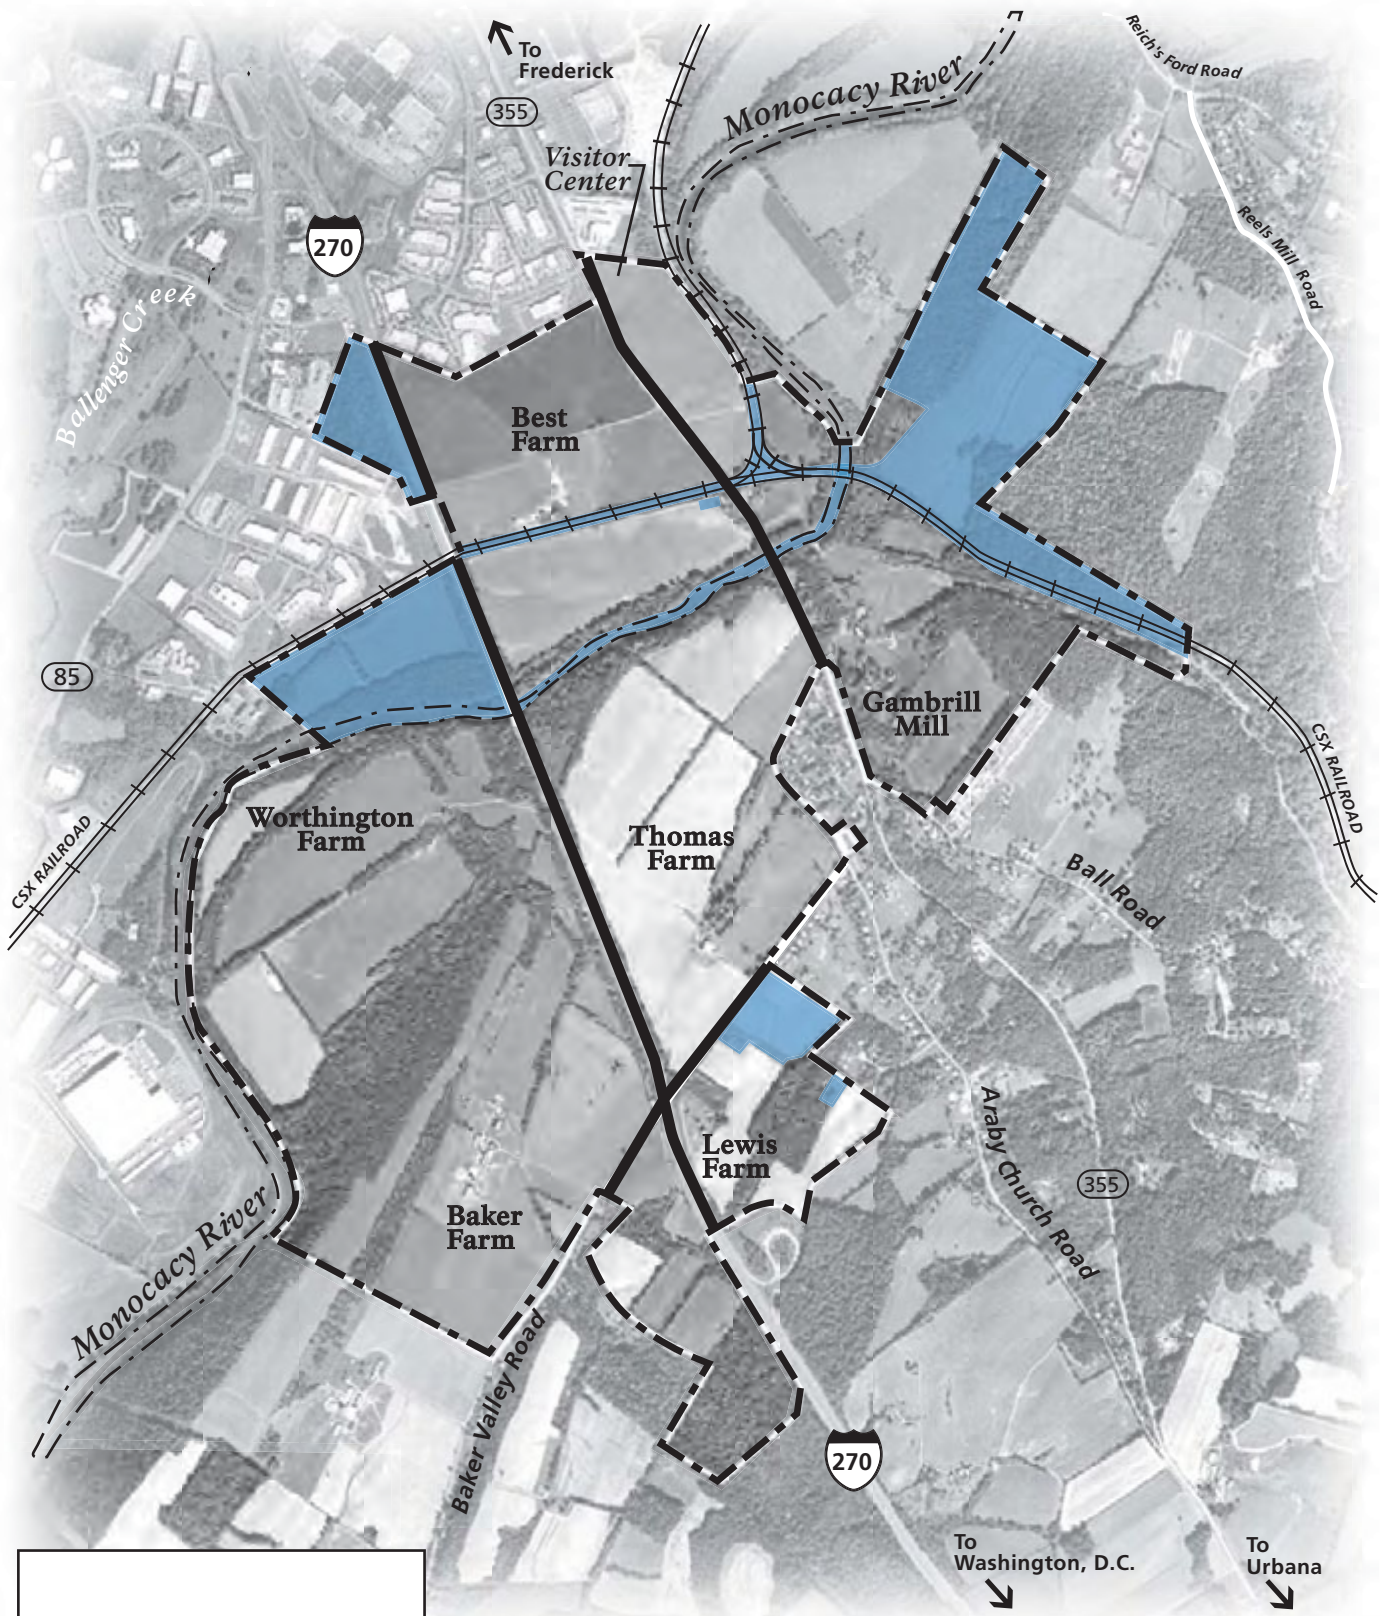 Reich's Ford Road
To
Frederick
355
Monocacy River
Visitor
Center
Reels Mill Road
270
Ballenger Creek
Best
Farm
85
Gambrill
Mill
CSX RAILROAD
Worthington
Farm
Thomas
Farm
CSX RAILROAD
Ball Road
Araby Church Road
Lewis
Farm
355
Monocacy River
Baker
Farm
Baker Valley Road
270
To
Washington, D.C.
To
Urbana